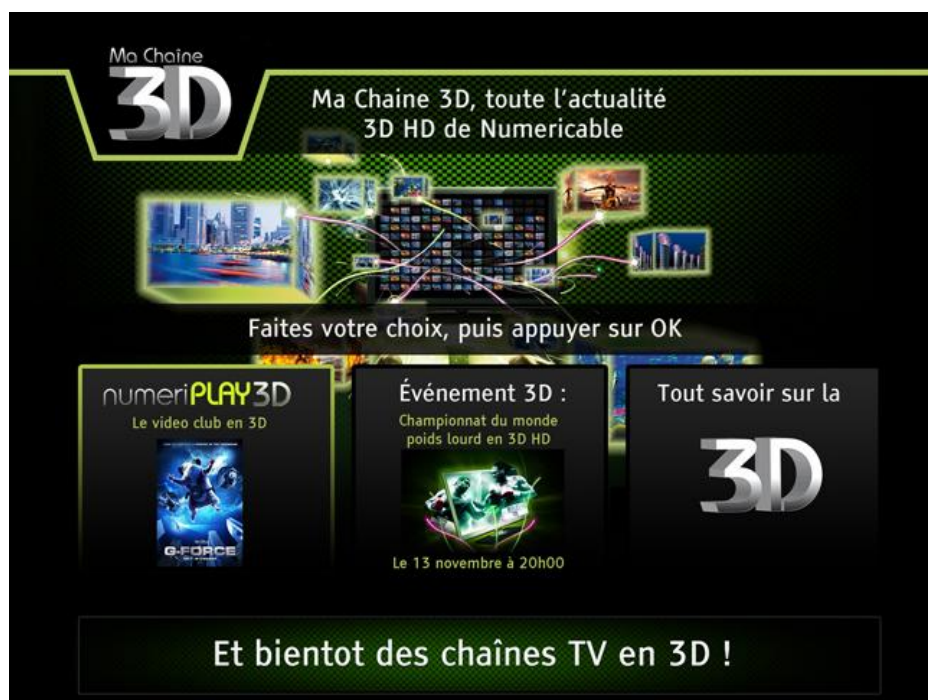 Ma Chaîne
3D
Ma Chaine 3D, toute l'actualité
3D HD de Numericable
Faites votre choix, puis appuyer sur OK
numeriPLAY3D
Le video club en 3D
G-FORCE
Événement 3D :
Championnat du monde
poids lourd en 3D HD
Le 13 novembre à 20h00
Tout savoir sur la
3D
Et bientot des chaînes TV en 3D !